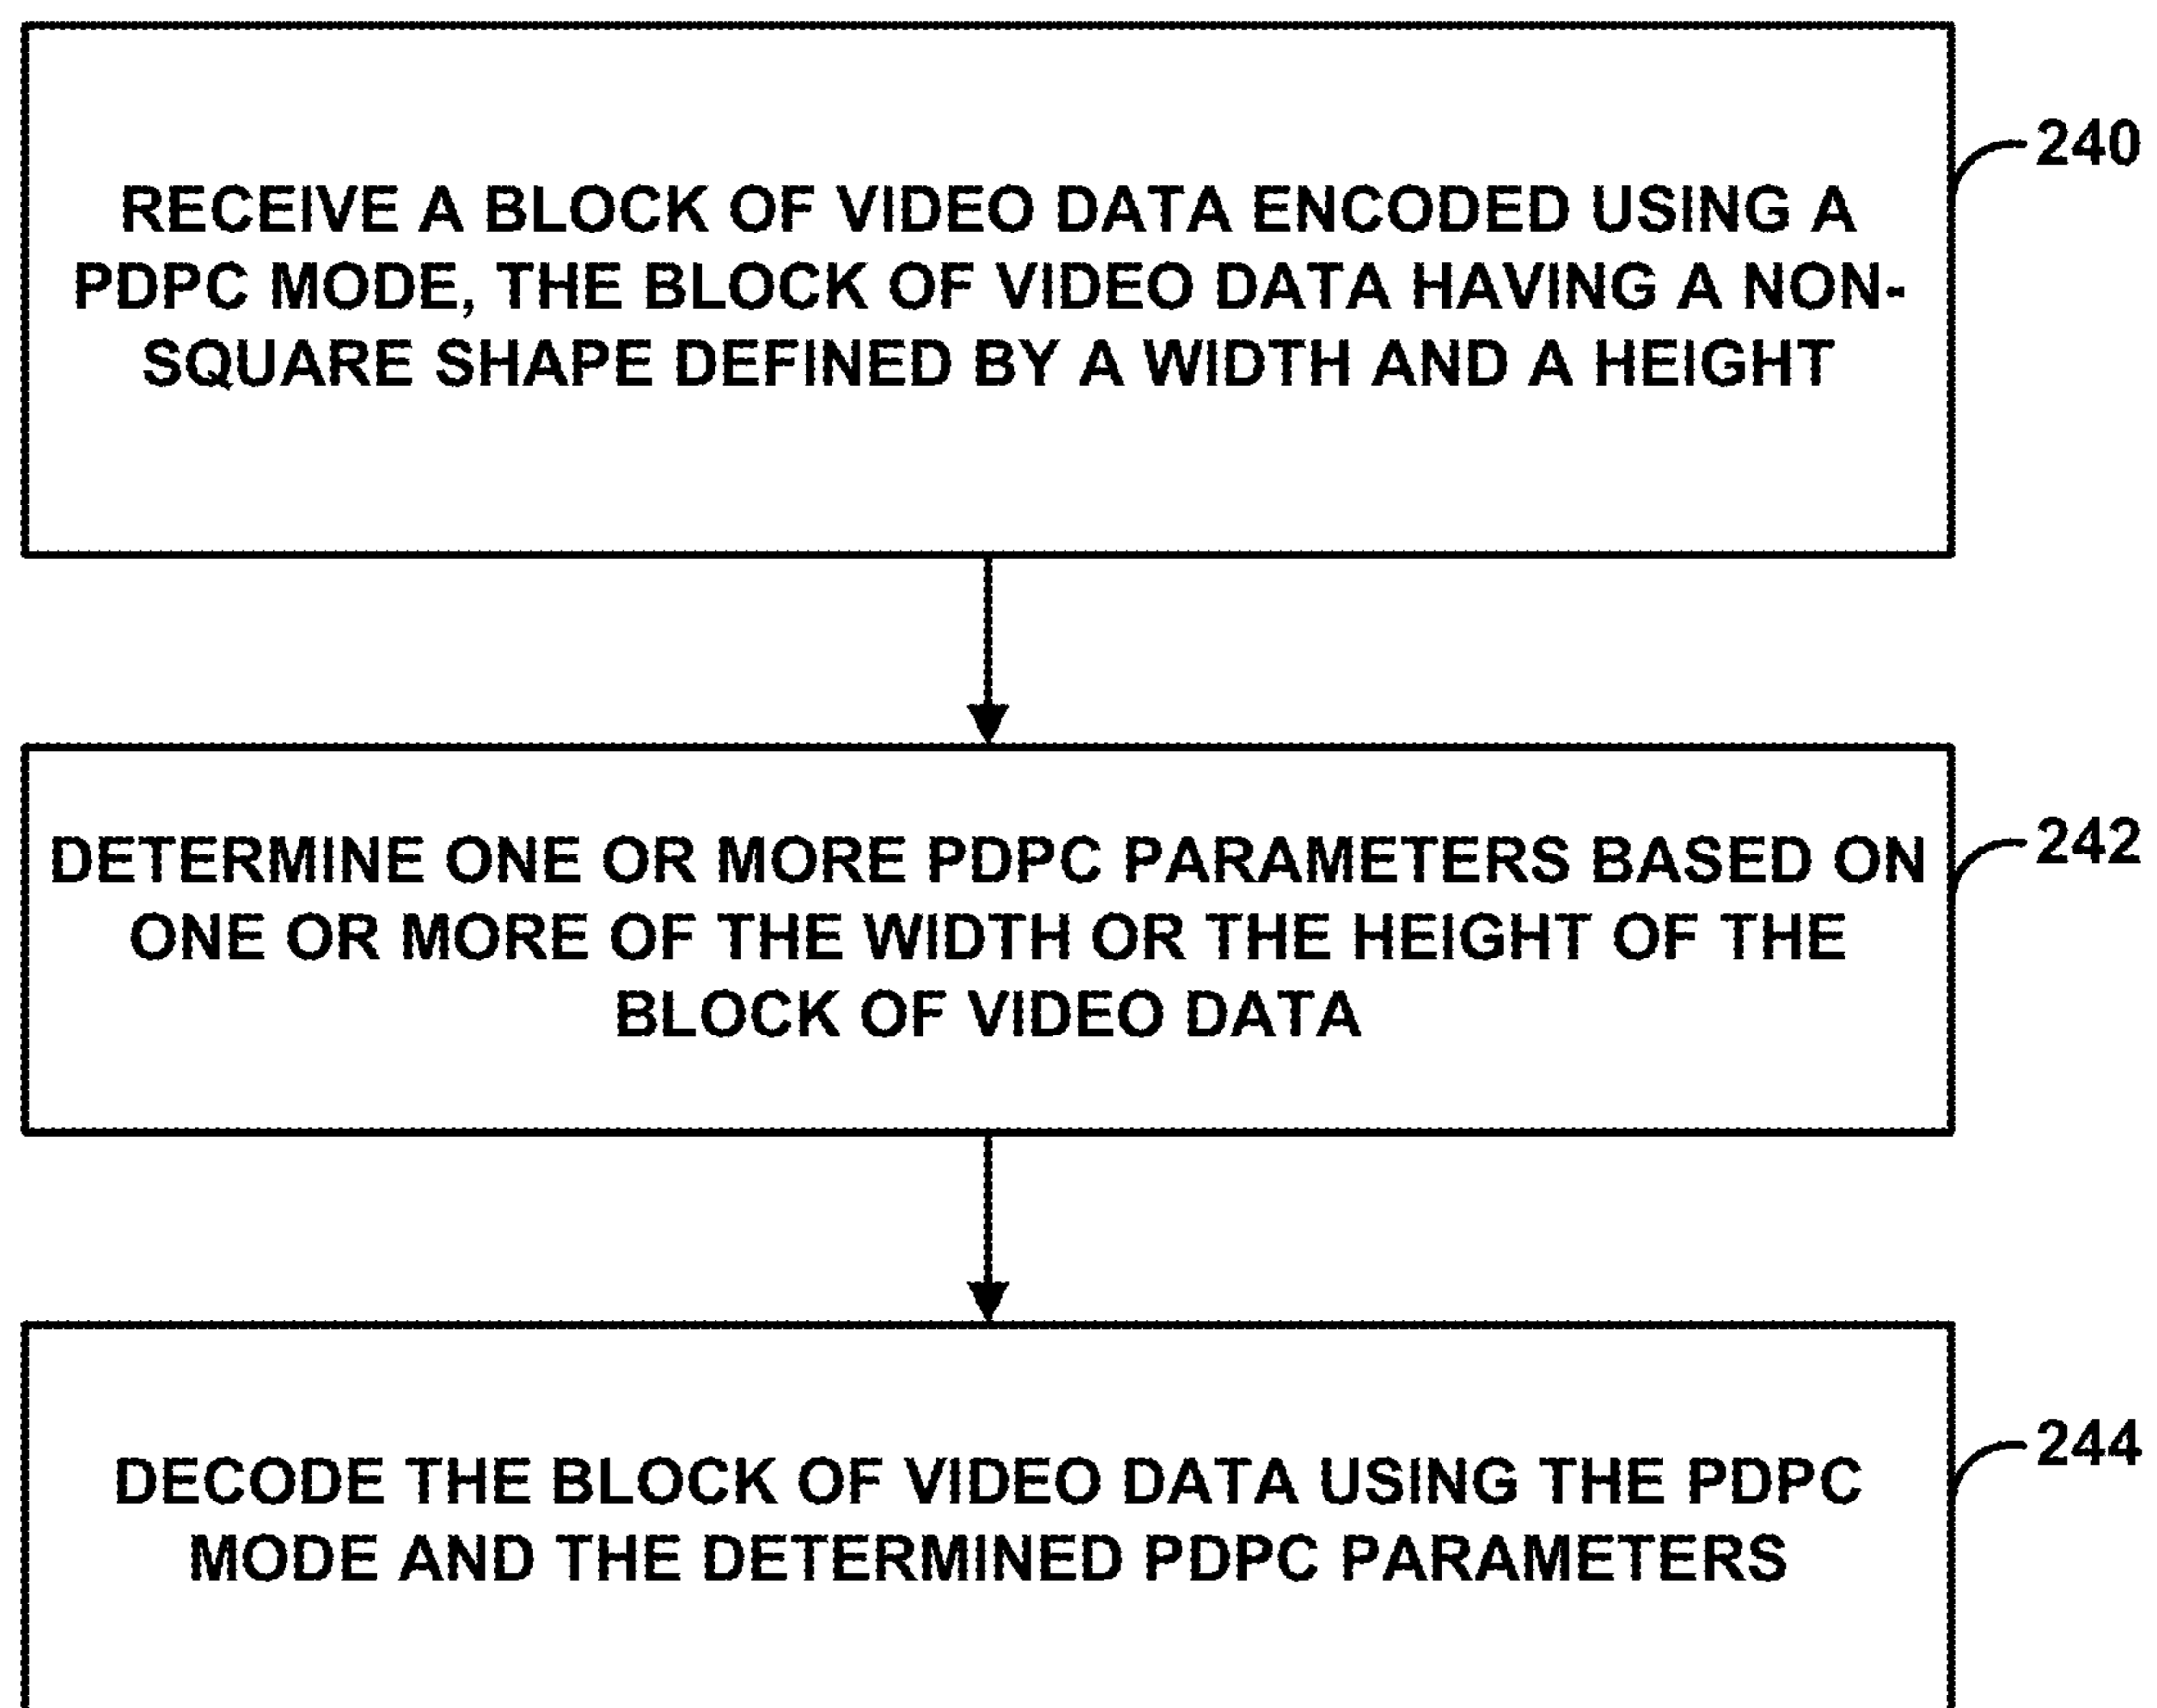 240
RECEIVE A BLOCK OF VIDEO DATA ENCODED USING A
PDPC MODE, THE BLOCK OF VIDEO DATA HAVING A NON-
SQUARE SHAPE DEFINED BY A WIDTH AND A HEIGHT
242
DETERMINE ONE OR MORE PDPC PARAMETERS BASED ON
ONE OR MORE OF THE WIDTH OR THE HEIGHT OF THE
BLOCK OF VIDEO DATA
244
DECODE THE BLOCK OF VIDEO DATA USING THE PDPC
MODE AND THE DETERMINED PDPC PARAMETERS